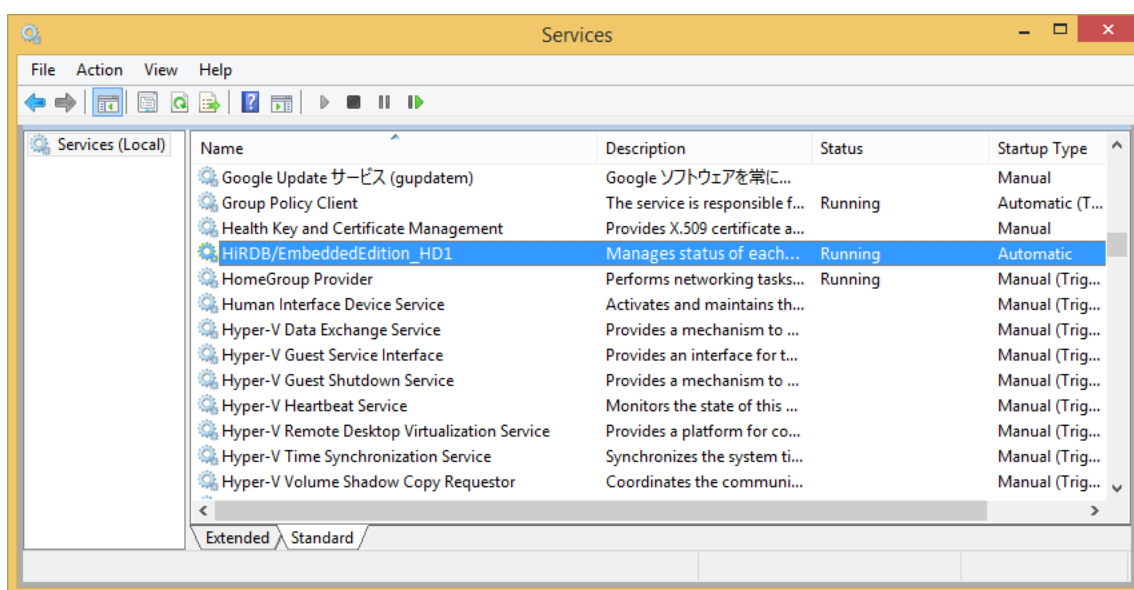 Services
File Action View Help
Services (Local)
Name Description Status Startup Type
Google Update サービス (gupdatem) Google ソフトウェアを常に... Manual
Group Policy Client The service is responsible f... Running Automatic (T...
Health Key and Certificate Management Provides X.509 certificate a... Manual
HiRDB/EmbeddedEdition_HD1 Manages status of each... Running Automatic
HomeGroup Provider Performs networking tasks... Running Manual (Trig...
Human Interface Device Service Activates and maintains th... Manual (Trig...
Hyper-V Data Exchange Service Provides a mechanism to ... Manual (Trig...
Hyper-V Guest Service Interface Provides an interface for t... Manual (Trig...
Hyper-V Guest Shutdown Service Provides a mechanism to ... Manual (Trig...
Hyper-V Heartbeat Service Monitors the state of this ... Manual (Trig...
Hyper-V Remote Desktop Virtualization Service Provides a platform for co... Manual (Trig...
Hyper-V Time Synchronization Service Synchronizes the system ti... Manual (Trig...
Hyper-V Volume Shadow Copy Requestor Coordinates the communi... Manual (Trig...
Extended Standard